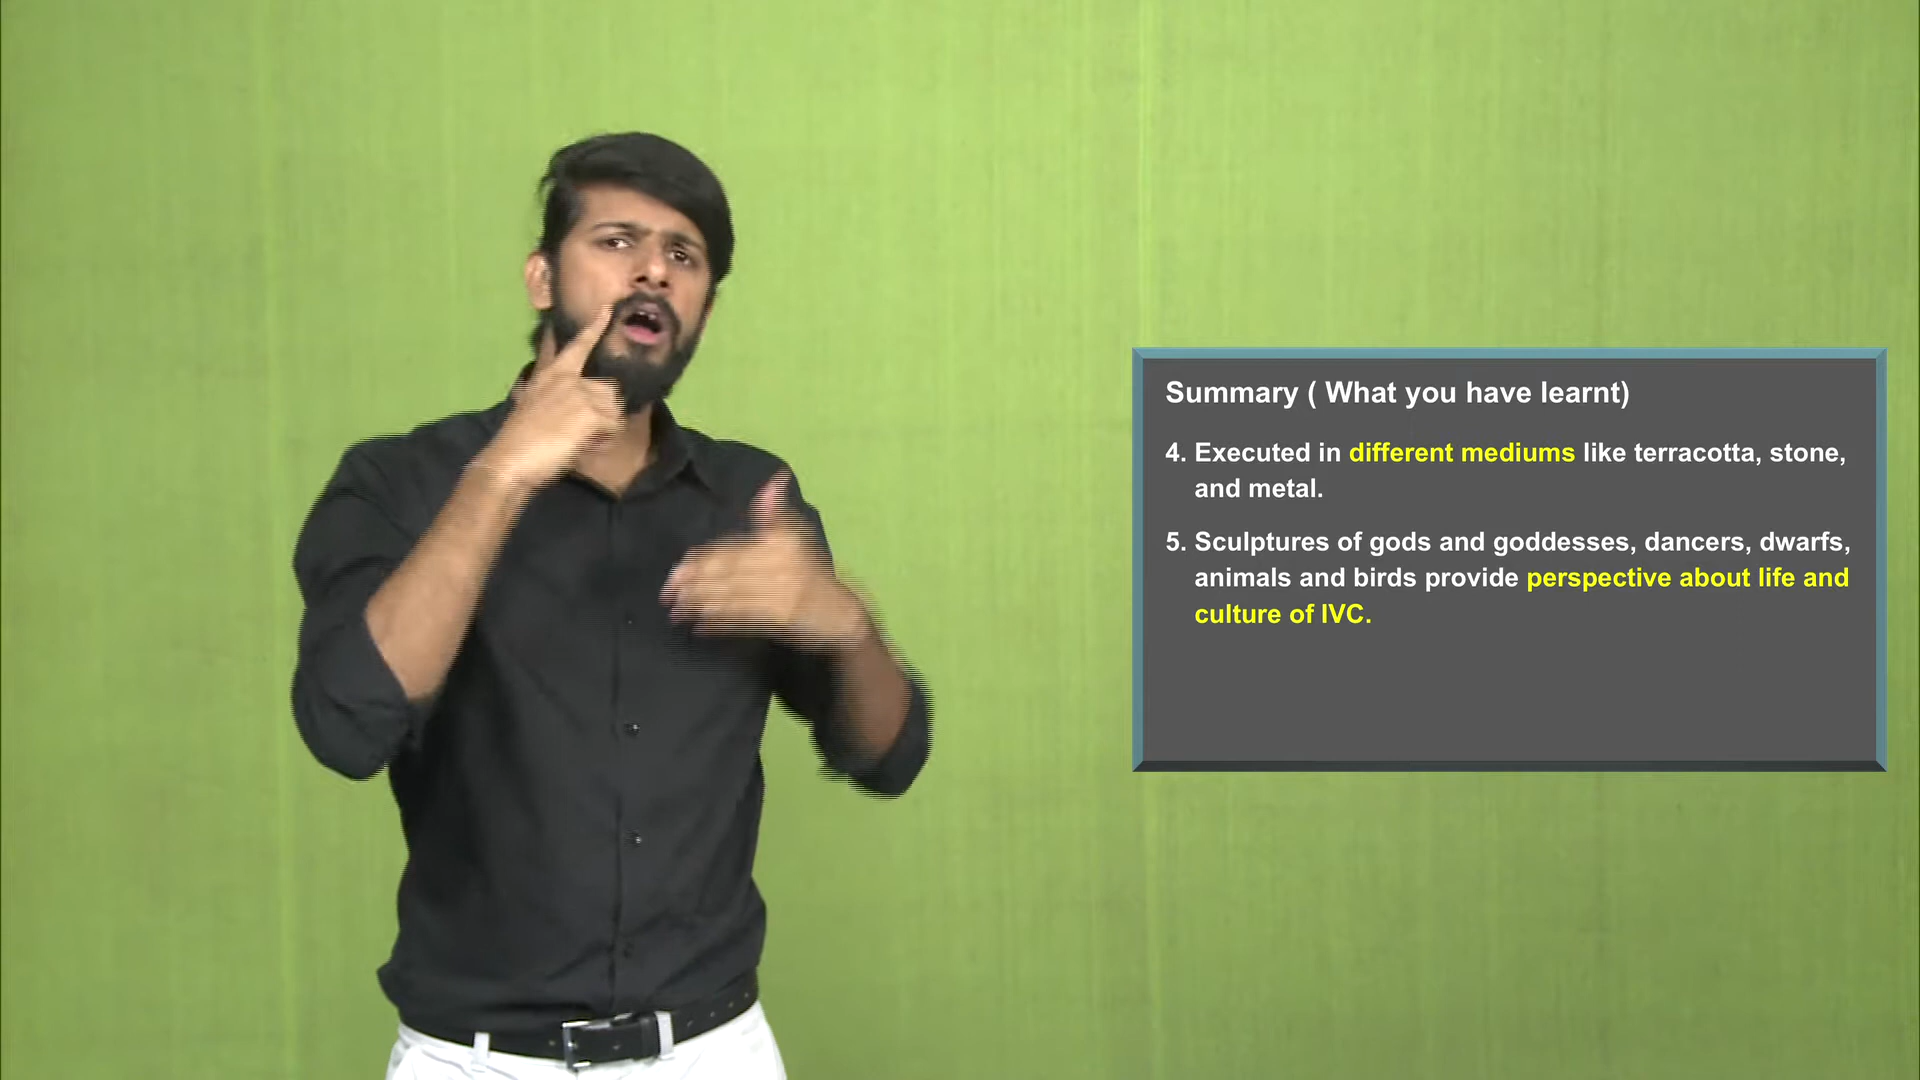 Summary ( What you have learnt)
4. Executed in different mediums like terracotta, stone,
and metal.
5. Sculptures of gods and goddesses, dancers, dwarfs,
animals and birds provide perspective about life and
culture of IVC.